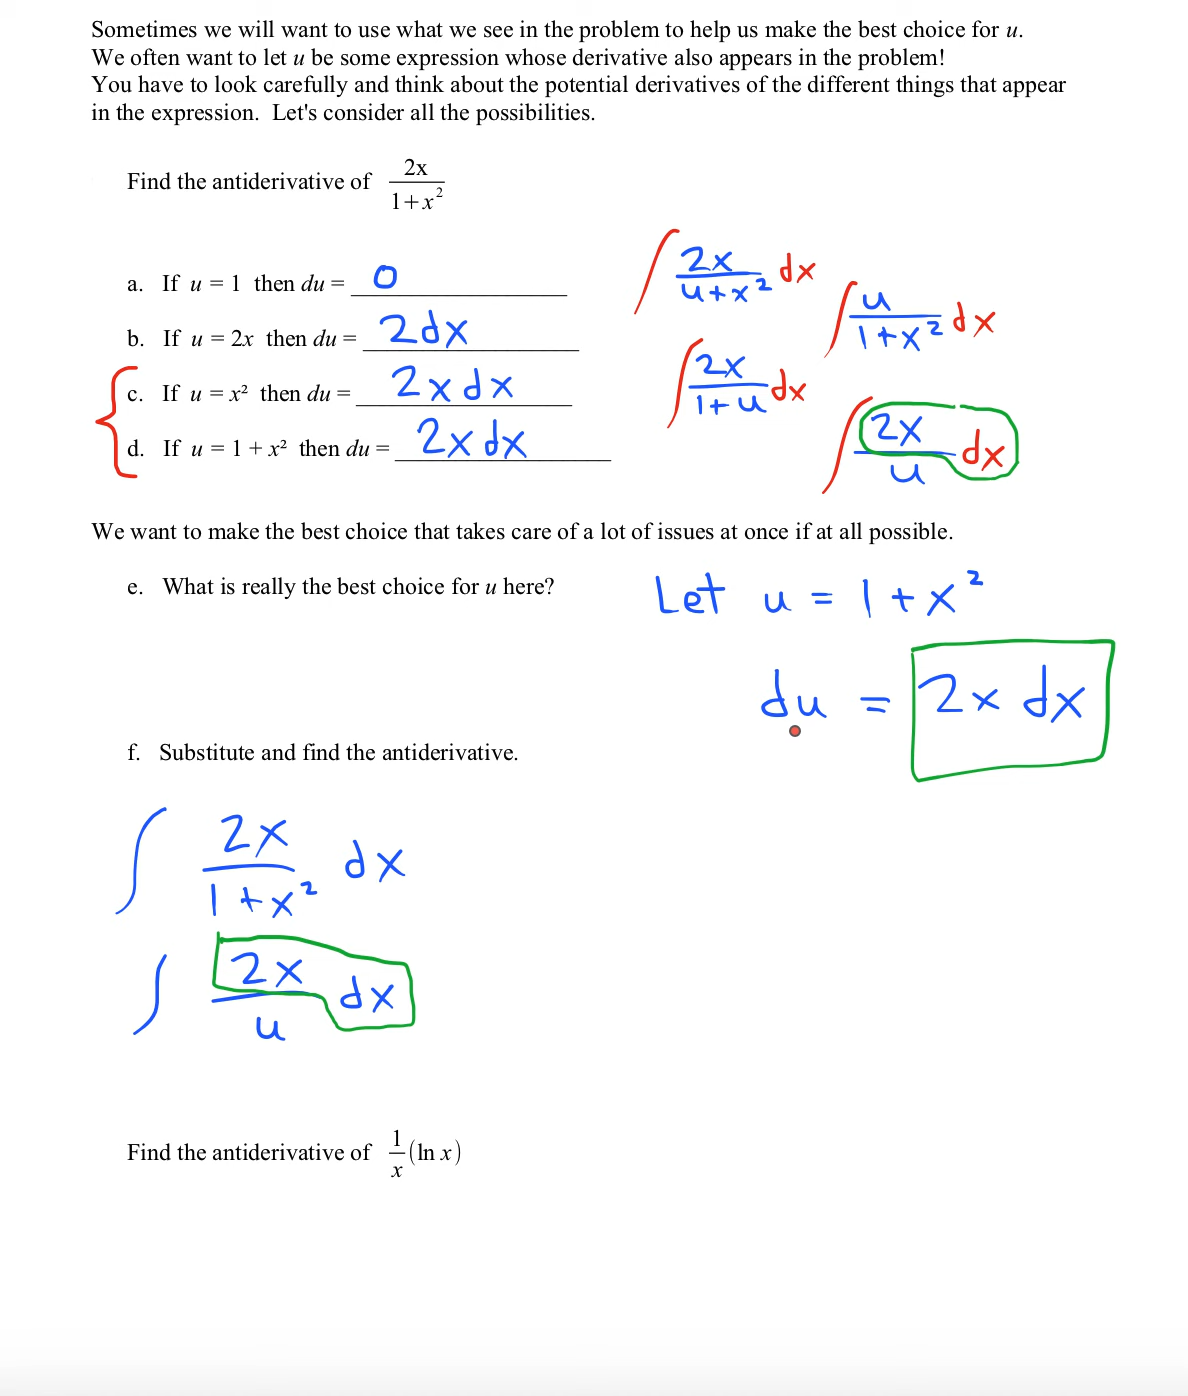 Sometimes we will want to use what we see in the problem to help us make the best choice for u.
We often want to let u be some expression whose derivative also appears in the problem!
You have to look carefully and think about the potential derivatives of the different things that appear
in the expression. Let's consider all the possibilities.
Find the antiderivative of 2x/(1+x²)
a. If u = 1 then du = 0
b. If u = 2x then du = 2dx
c. If u = x² then du = 2x dx
d. If u = 1 + x² then du = 2x dx
∫ 2x/(u+x²) dx
∫ u/(1+x²) dx
∫ 2x/(1+u) dx
∫ 2x/u dx
We want to make the best choice that takes care of a lot of issues at once if at all possible.
e. What is really the best choice for u here?
Let u = 1+x²
du = 2x dx
f. Substitute and find the antiderivative.
∫ 2x/(1+x²) dx
∫ 2x/u dx
Find the antiderivative of 1/x (ln x)